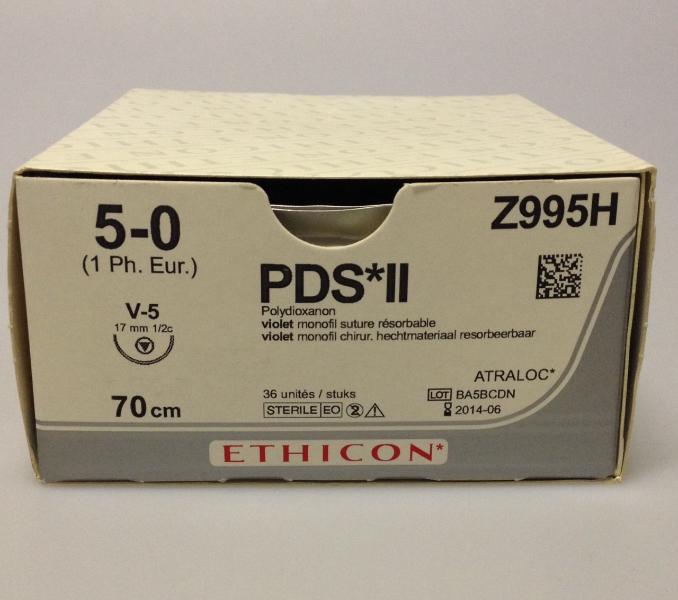 5-0
(1 Ph. Eur.)
Z995H
PDS*II
Polydioxanon
violet monofil suture résorbable
violet monofil chirur. hechtmateriaal resorbeerbaar
V-5
17 mm 1/2c
ATRALOC*
36 unités / stuks
LOT BA5BCDN
STERILE EO 2
2014-06
70cm
ETHICON*